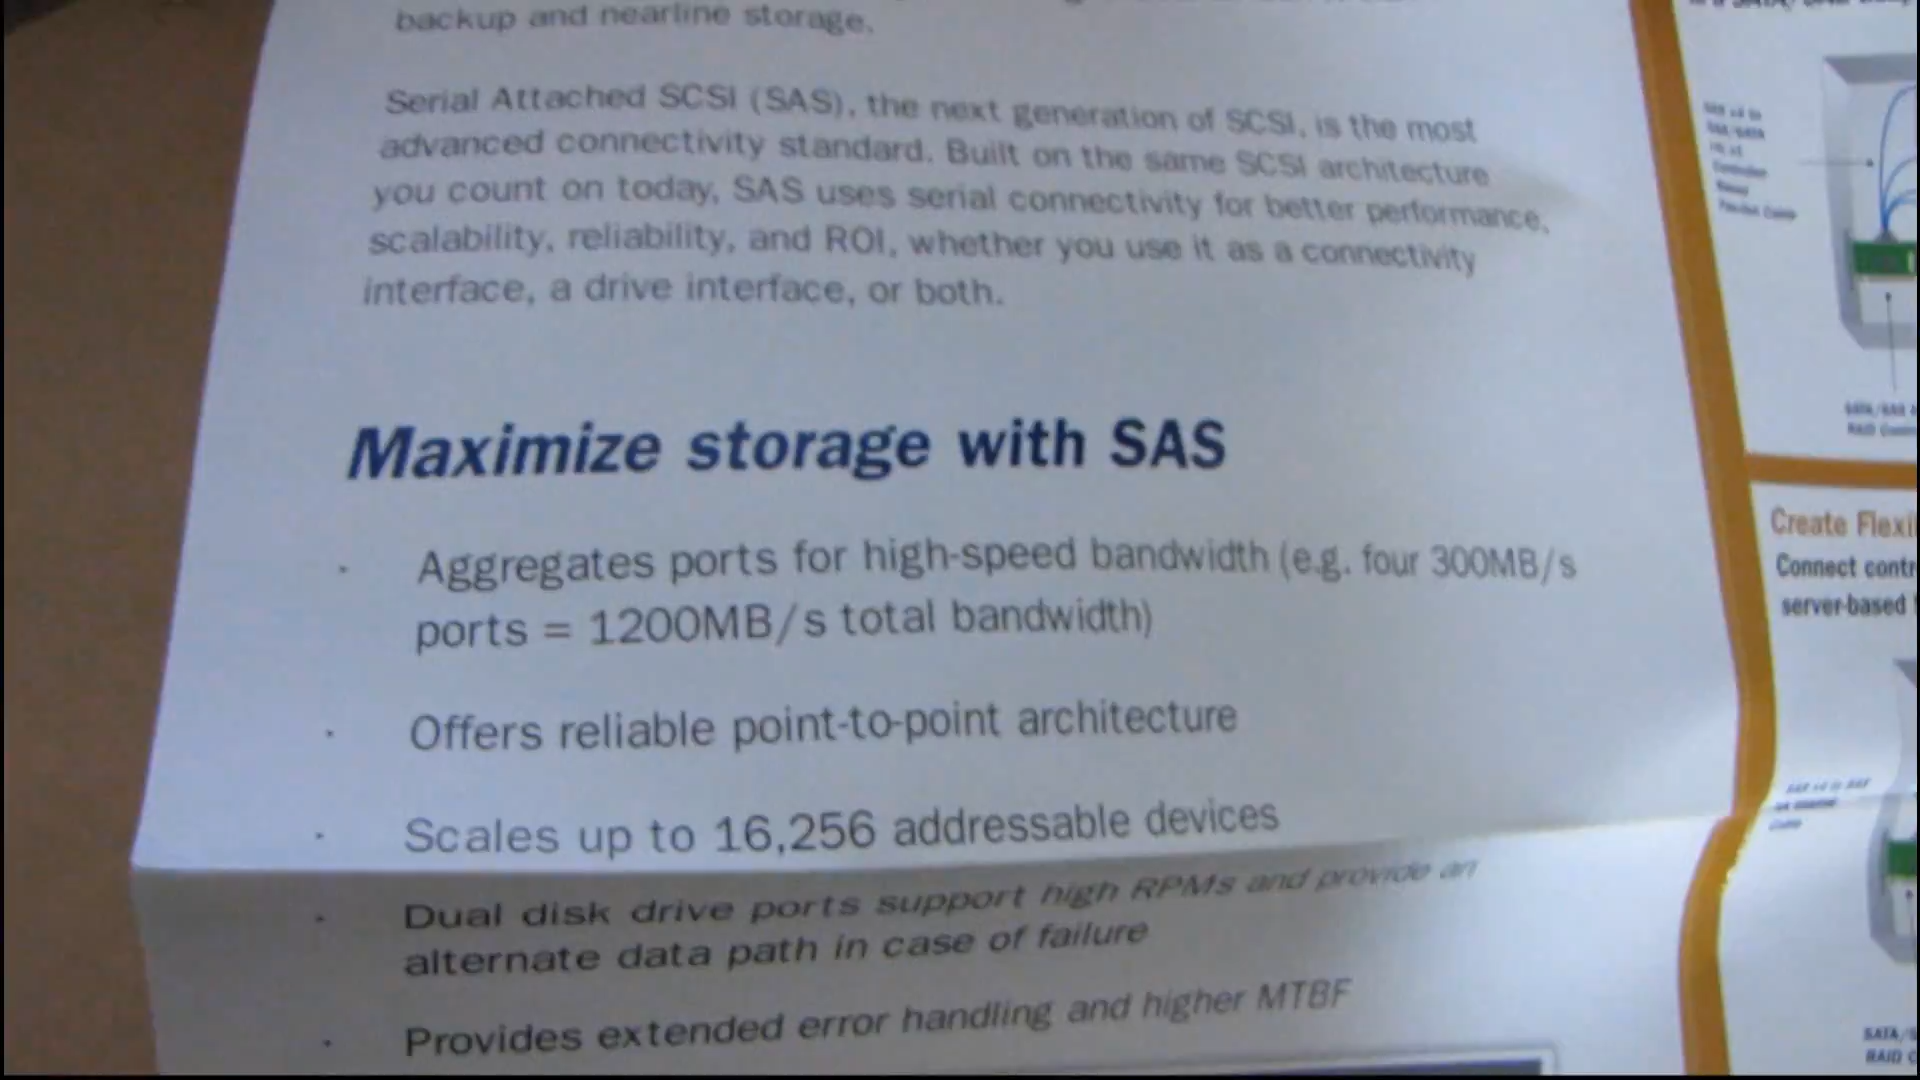 backup and nearline storage.
Serial Attached SCSI (SAS), the next generation of SCSI, is the most
advanced connectivity standard. Built on the same SCSI architecture
you count on today, SAS uses serial connectivity for better performance,
scalability, reliability, and ROI, whether you use it as a connectivity
interface, a drive interface, or both.
Maximize storage with SAS
· Aggregates ports for high-speed bandwidth (e.g. four 300MB/s
ports = 1200MB/s total bandwidth)
· Offers reliable point-to-point architecture
· Scales up to 16,256 addressable devices
· Dual disk drive ports support high RPMs and provide an
alternate data path in case of failure
· Provides extended error handling and higher MTBF
SATA/SAS
RAID
Create Flexi
Connect contr
server-based
SATA/S
RAID C